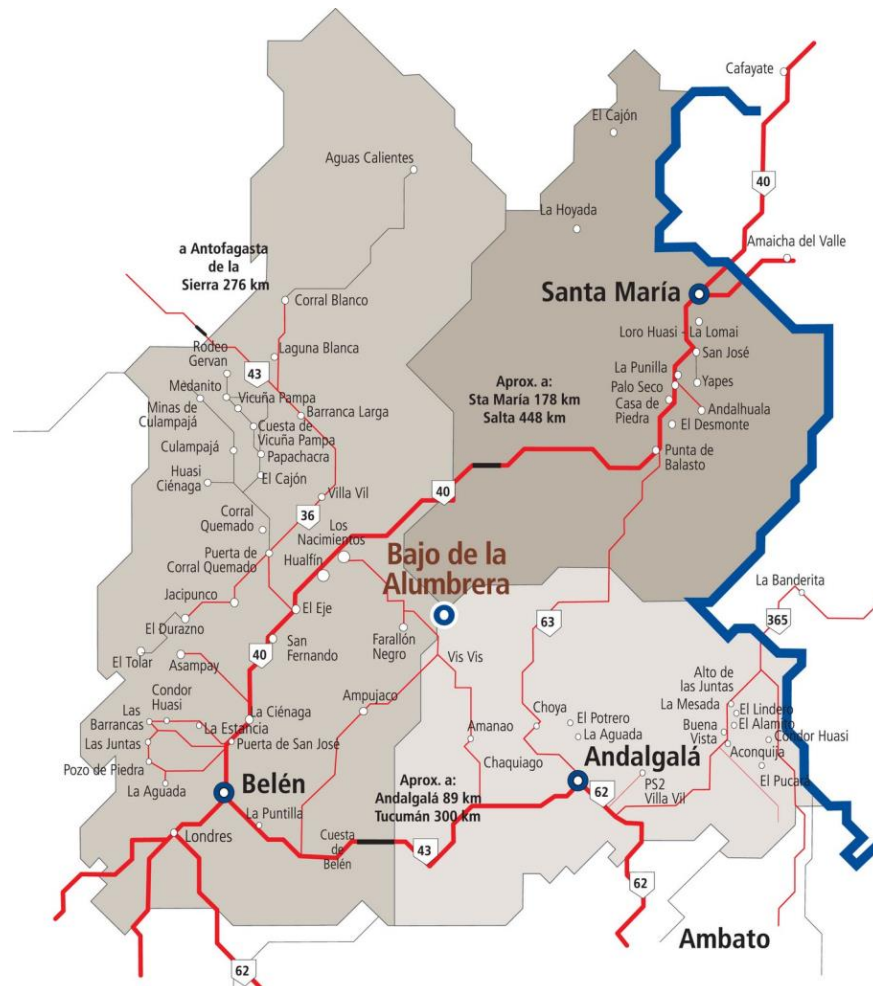 Cafayate
El Cajón
Aguas Calientes
40
La Hoyada
Amaicha del Valle
a Antofagasta
de la
Sierra 276 km
Santa María
Corral Blanco
Loro Huasi - La Lomai
Rodeo
Gervan
Laguna Blanca
San José
43
La Punilla
Medanito
Vicuña Pampa
Aprox. a:
Sta María 178 km
Salta 448 km
Palo Seco
Yapes
Minas de
Culampajá
Barranca Larga
Casa de
Piedra
Andalhuala
Cuesta de
Vicuña Pampa
El Desmonte
Culampajá
Papachacra
Punta de
Balasto
Huasi
Ciénaga
El Cajón
Villa Vil
40
36
Corral
Quemado
Los
Nacimientos
Puerta de
Corral Quemado
Hualfín
Bajo de la
Alumbrera
La Banderita
Jacipunco
El Eje
63
365
El Durazno
Farallón
Negro
San
Fernando
El Tolar
Asampay
40
Vis Vis
Alto de
las Juntas
Condor
Huasi
Ampujaco
La Mesada
El Lindero
Las
Barrancas
La Ciénaga
Choya
El Potrero
El Alamito
La Estancia
Buena
Vista
Amanao
La Aguada
Condor Huasi
Las Juntas
Puerta de San José
Aconquija
Pozo de Piedra
Chaquiago
Andalgalá
El Pucará
La Aguada
Belén
Aprox. a:
Andalgalá 89 km
Tucumán 300 km
62
PS2
Villa Vil
La Puntilla
Londres
Cuesta
de
Belén
43
62
Ambato
62